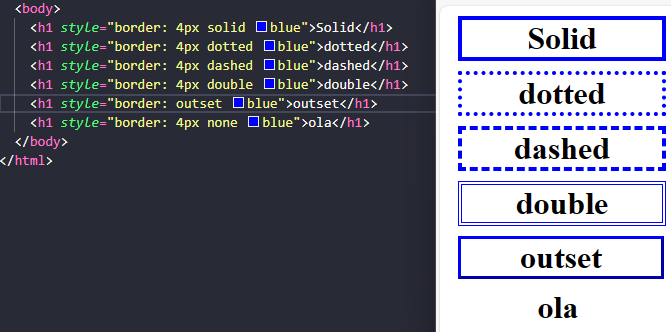 <body>
<h1 style="border: 4px solid blue">Solid</h1>
<h1 style="border: 4px dotted blue">dotted</h1>
<h1 style="border: 4px dashed blue">dashed</h1>
<h1 style="border: 4px double blue">double</h1>
<h1 style="border: outset blue">outset</h1>
<h1 style="border: 4px none blue">ola</h1>
</body>
</html>
Solid
dotted
dashed
double
outset
ola